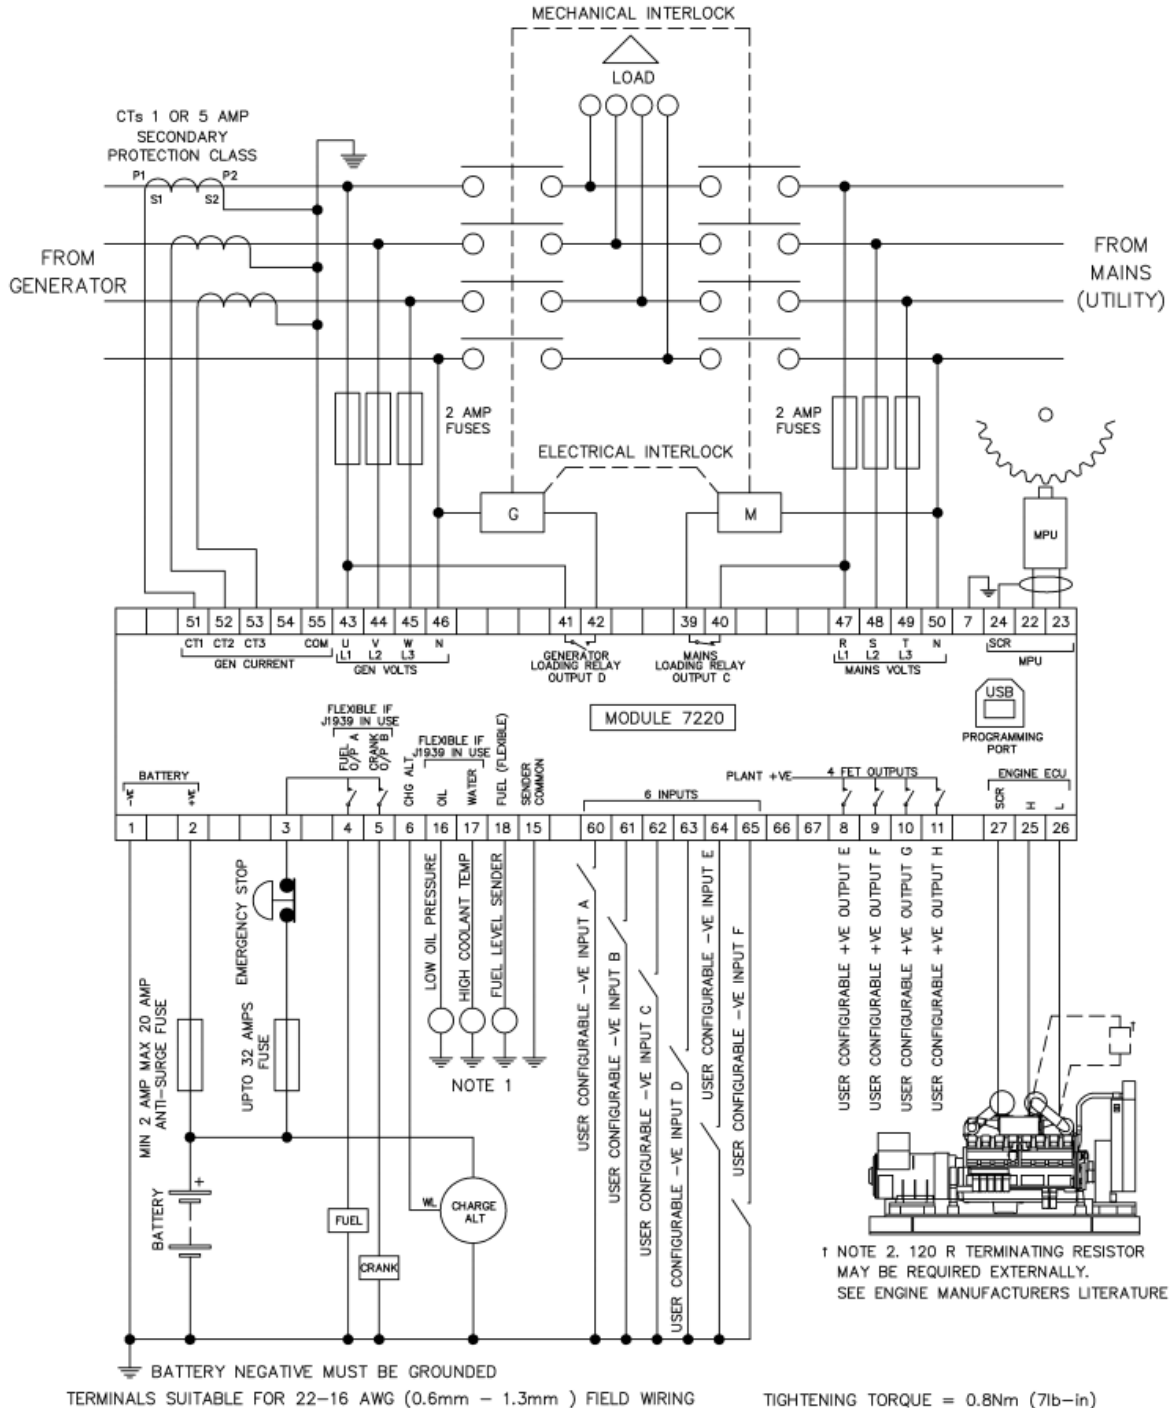 MECHANICAL INTERLOCK
LOAD
CTs 1 OR 5 AMP
SECONDARY
PROTECTION CLASS
P1
P2
S1
S2
FROM
GENERATOR
FROM
MAINS
(UTILITY)
2 AMP
FUSES
2 AMP
FUSES
ELECTRICAL INTERLOCK
G
M
MPU
51 52 53 54 55 43 44 45 46 41 42 39 40 47 48 49 50 7 24 22 23
CT1 CT2 CT3 COM
GEN CURRENT
U V W N
L1 L2 L3
GEN VOLTS
GENERATOR
LOADING RELAY
OUTPUT D
MAINS
LOADING RELAY
OUTPUT C
R S T N
L1 L2 L3
MAINS VOLTS
SCR
MPU
USB
PROGRAMMING
PORT
MODULE 7220
FLEXIBLE IF
J1939 IN USE
FUEL
O/P A
CRANK
O/P B
CHG ALT
FLEXIBLE IF
J1939 IN USE
OIL
WATER
FUEL (FLEXIBLE)
SENDER
COMMON
BATTERY
-VE
+VE
6 INPUTS
PLANT +VE
4 FET OUTPUTS
ENGINE ECU
SCR
H
L
1 2 3 4 5 6 16 17 18 15 60 61 62 63 64 65 66 67 8 9 10 11 27 25 26
MIN 2 AMP MAX 20 AMP
ANTI-SURGE FUSE
EMERGENCY STOP
UPTO 32 AMPS
FUSE
LOW OIL PRESSURE
HIGH COOLANT TEMP
FUEL LEVEL SENDER
NOTE 1
USER CONFIGURABLE -VE INPUT A
USER CONFIGURABLE -VE INPUT B
USER CONFIGURABLE -VE INPUT C
USER CONFIGURABLE -VE INPUT D
USER CONFIGURABLE -VE INPUT E
USER CONFIGURABLE -VE INPUT F
USER CONFIGURABLE +VE OUTPUT E
USER CONFIGURABLE +VE OUTPUT F
USER CONFIGURABLE +VE OUTPUT G
USER CONFIGURABLE +VE OUTPUT H
†
BATTERY
+
WL
CHARGE
ALT
FUEL
CRANK
† NOTE 2. 120 R TERMINATING RESISTOR
MAY BE REQUIRED EXTERNALLY.
SEE ENGINE MANUFACTURERS LITERATURE
BATTERY NEGATIVE MUST BE GROUNDED
TERMINALS SUITABLE FOR 22-16 AWG (0.6mm - 1.3mm ) FIELD WIRING
TIGHTENING TORQUE = 0.8Nm (7lb-in)